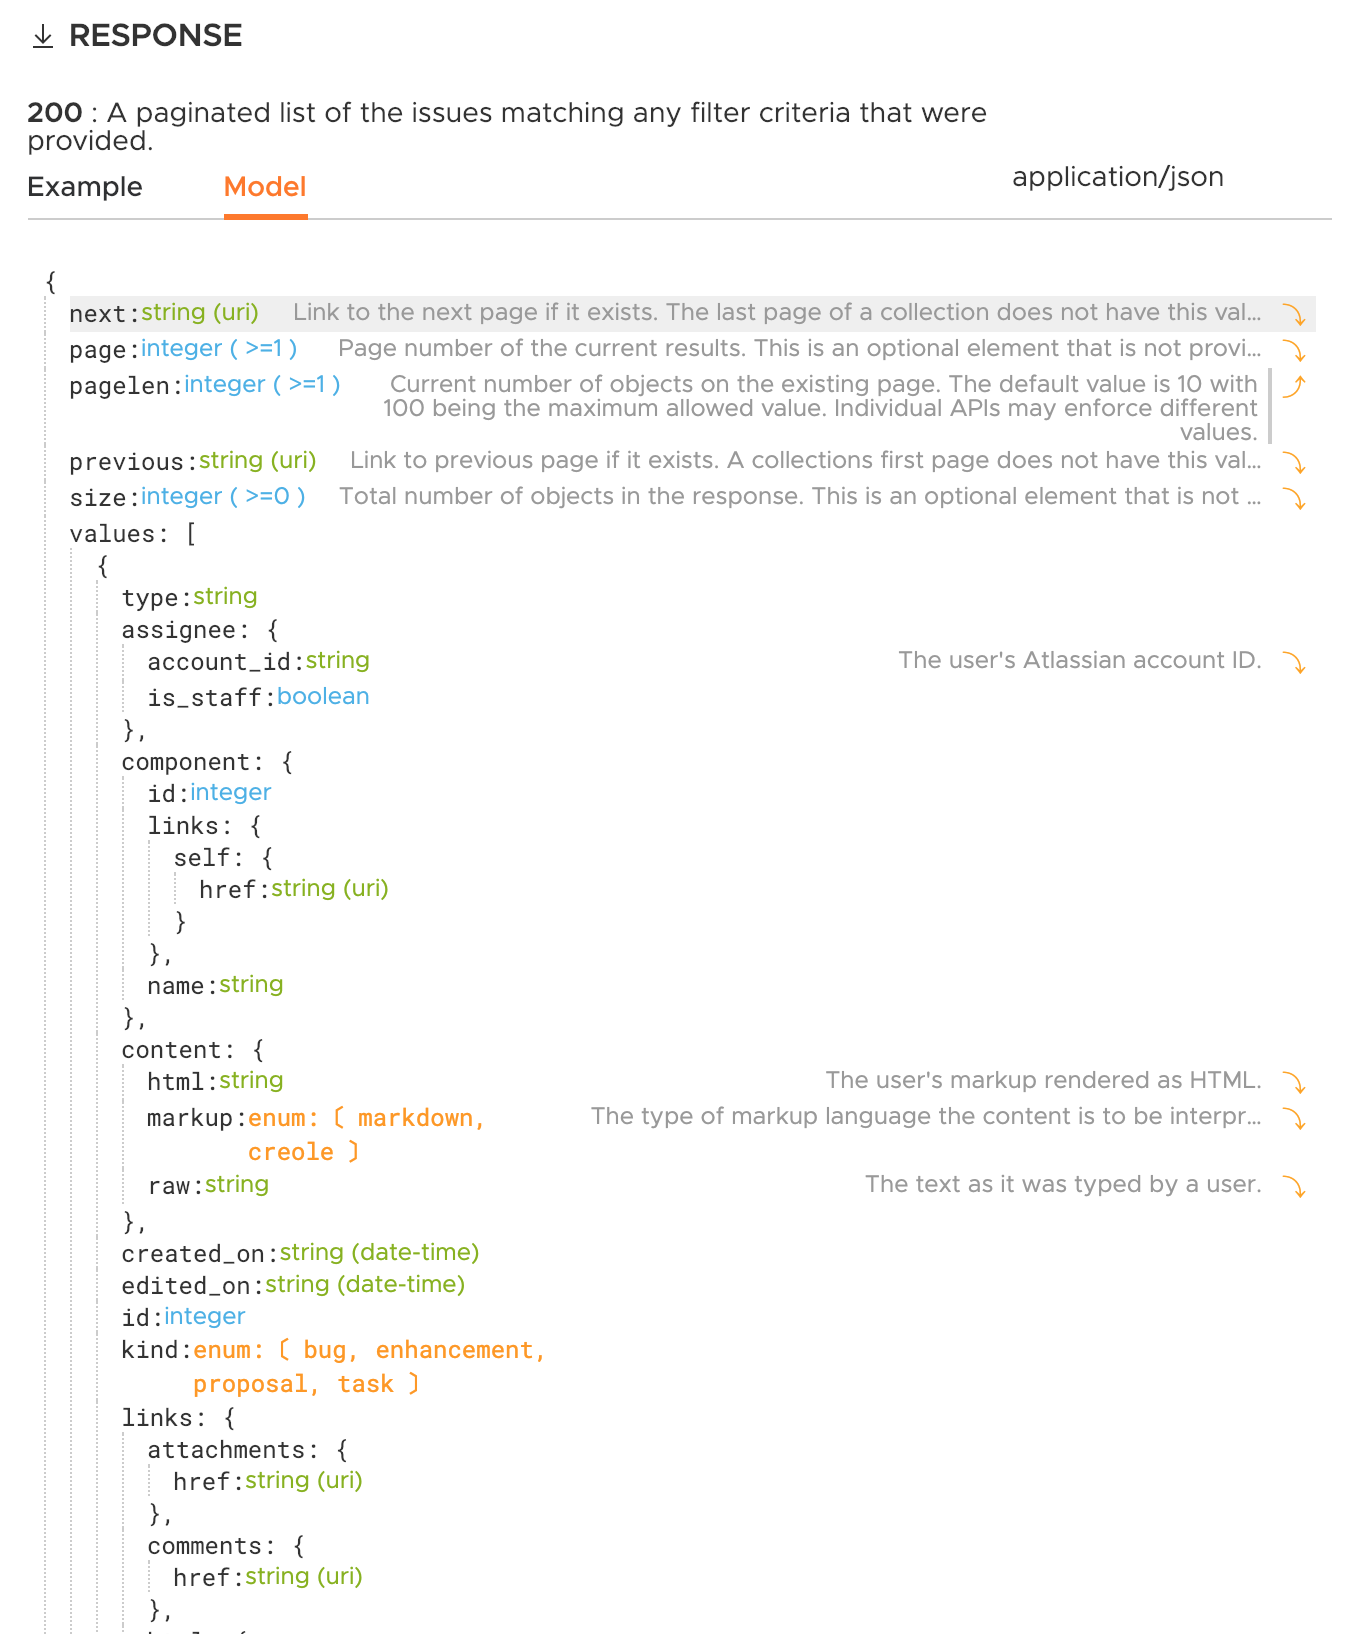 RESPONSE
200 : A paginated list of the issues matching any filter criteria that were
provided.
Example Model application/json
{
next:string (uri) Link to the next page if it exists. The last page of a collection does not have this val...
page:integer ( >=1 ) Page number of the current results. This is an optional element that is not provi...
pagelen:integer ( >=1 ) Current number of objects on the existing page. The default value is 10 with
100 being the maximum allowed value. Individual APIs may enforce different
values.
previous:string (uri) Link to previous page if it exists. A collections first page does not have this val...
size:integer ( >=0 ) Total number of objects in the response. This is an optional element that is not ...
values: [
{
type:string
assignee: {
account_id:string The user's Atlassian account ID.
is_staff:boolean
},
component: {
id:integer
links: {
self: {
href:string (uri)
}
},
name:string
},
content: {
html:string The user's markup rendered as HTML.
markup:enum: 〔 markdown, The type of markup language the content is to be interpr...
creole 〕
raw:string The text as it was typed by a user.
},
created_on:string (date-time)
edited_on:string (date-time)
id:integer
kind:enum: 〔 bug, enhancement,
proposal, task 〕
links: {
attachments: {
href:string (uri)
},
comments: {
href:string (uri)
},